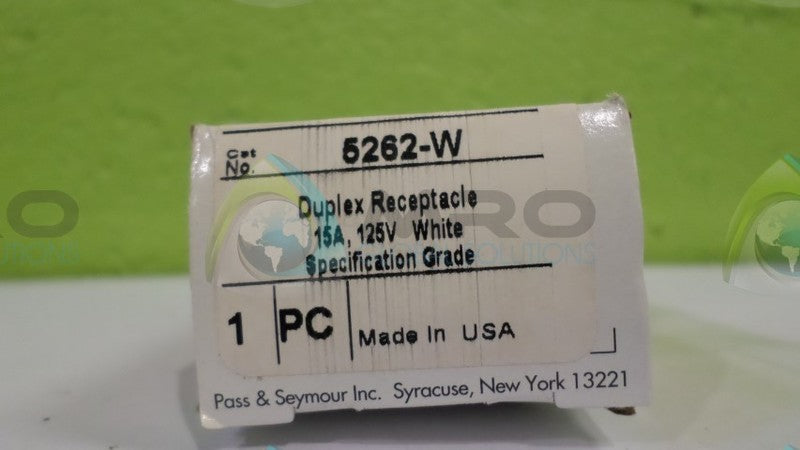 5262-W
Cat
No.
Duplex Receptacle
15A, 125V White
Specification Grade
1 PC Made In USA
Pass & Seymour Inc. Syracuse, New York 13221